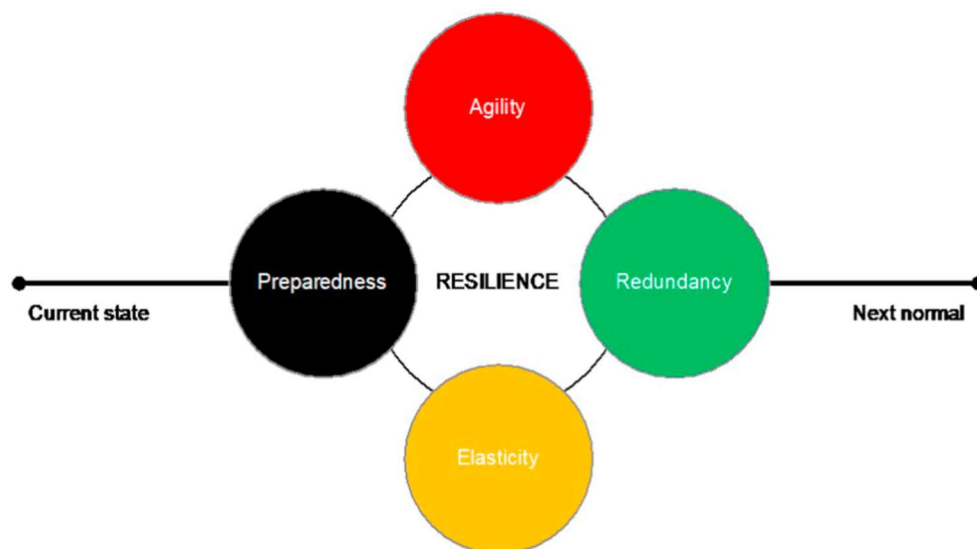 Agility
Preparedness
RESILIENCE
Redundancy
Current state
Next normal
Elasticity